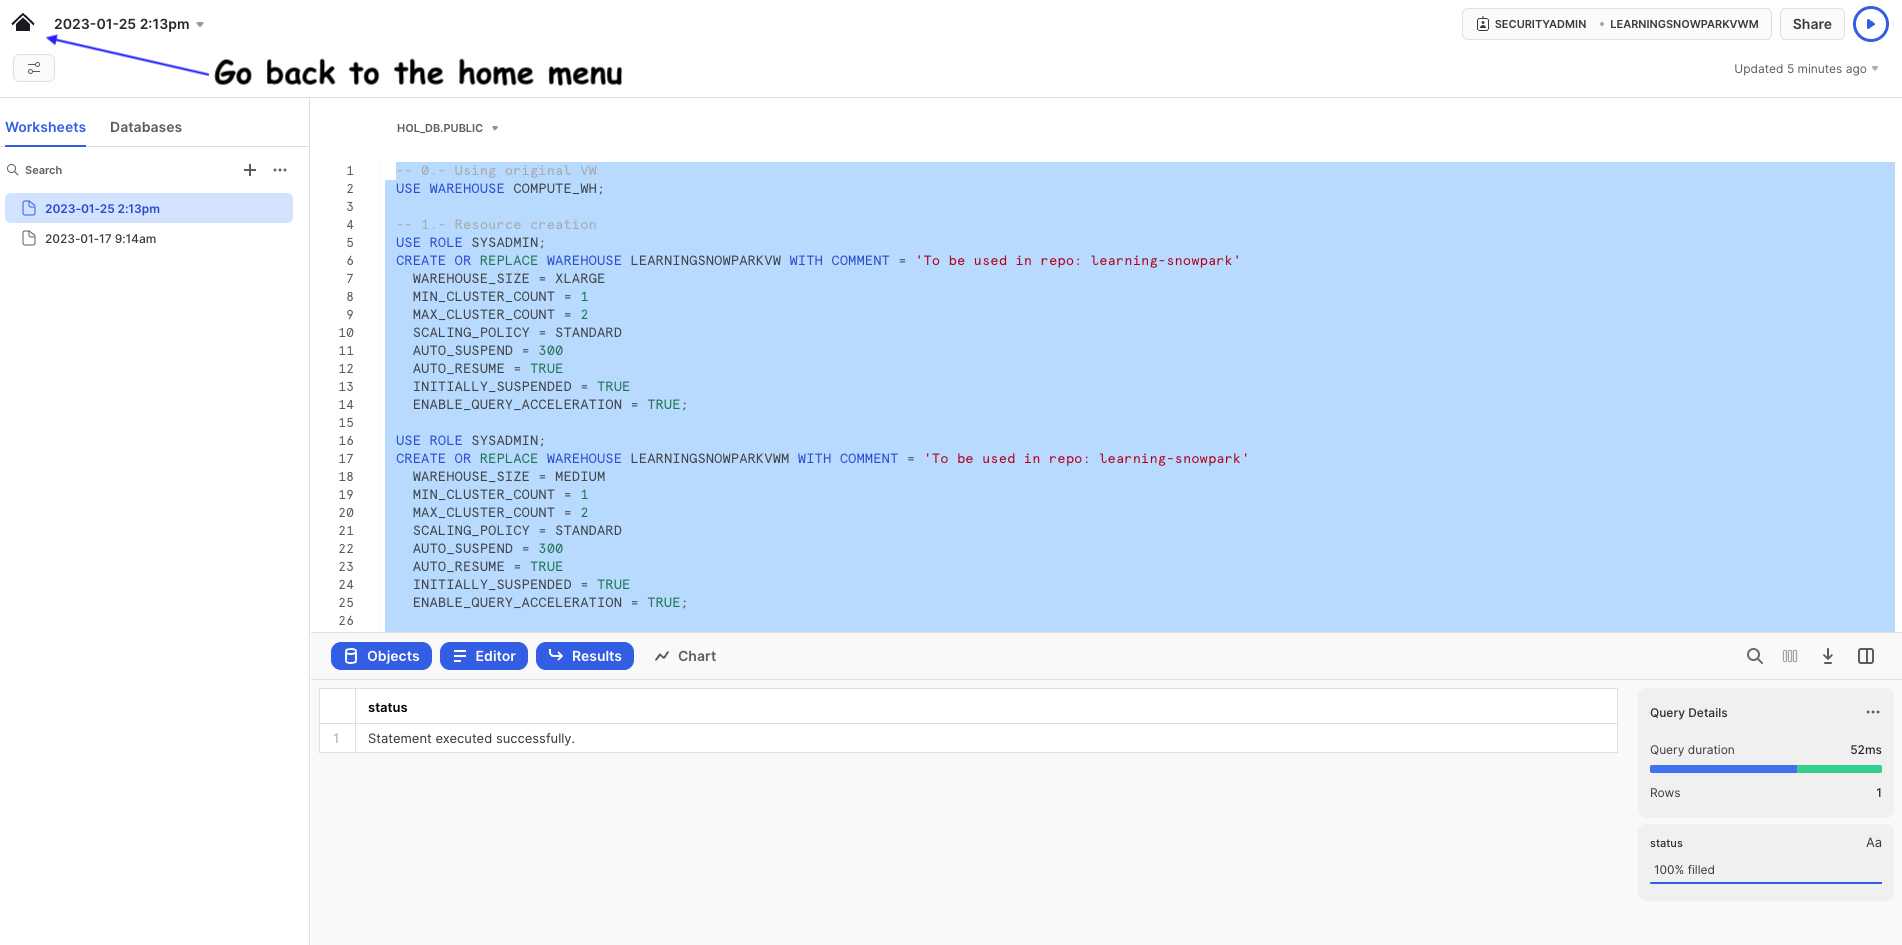 2023-01-25 2:13pm
SECURITYADMIN • LEARNINGSNOWPARKVWM
Share
Go back to the home menu
Updated 5 minutes ago
Worksheets Databases
HOL_DB.PUBLIC
Search
2023-01-25 2:13pm
2023-01-17 9:14am
1 -- 0.- Using original VW
2 USE WAREHOUSE COMPUTE_WH;
3
4 -- 1.- Resource creation
5 USE ROLE SYSADMIN;
6 CREATE OR REPLACE WAREHOUSE LEARNINGSNOWPARKVW WITH COMMENT = 'To be used in repo: learning-snowpark'
7 WAREHOUSE_SIZE = XLARGE
8 MIN_CLUSTER_COUNT = 1
9 MAX_CLUSTER_COUNT = 2
10 SCALING_POLICY = STANDARD
11 AUTO_SUSPEND = 300
12 AUTO_RESUME = TRUE
13 INITIALLY_SUSPENDED = TRUE
14 ENABLE_QUERY_ACCELERATION = TRUE;
15
16 USE ROLE SYSADMIN;
17 CREATE OR REPLACE WAREHOUSE LEARNINGSNOWPARKVWM WITH COMMENT = 'To be used in repo: learning-snowpark'
18 WAREHOUSE_SIZE = MEDIUM
19 MIN_CLUSTER_COUNT = 1
20 MAX_CLUSTER_COUNT = 2
21 SCALING_POLICY = STANDARD
22 AUTO_SUSPEND = 300
23 AUTO_RESUME = TRUE
24 INITIALLY_SUSPENDED = TRUE
25 ENABLE_QUERY_ACCELERATION = TRUE;
26
Objects Editor Results Chart
status
1 Statement executed successfully.
Query Details
Query duration 52ms
Rows 1
status Aa
100% filled